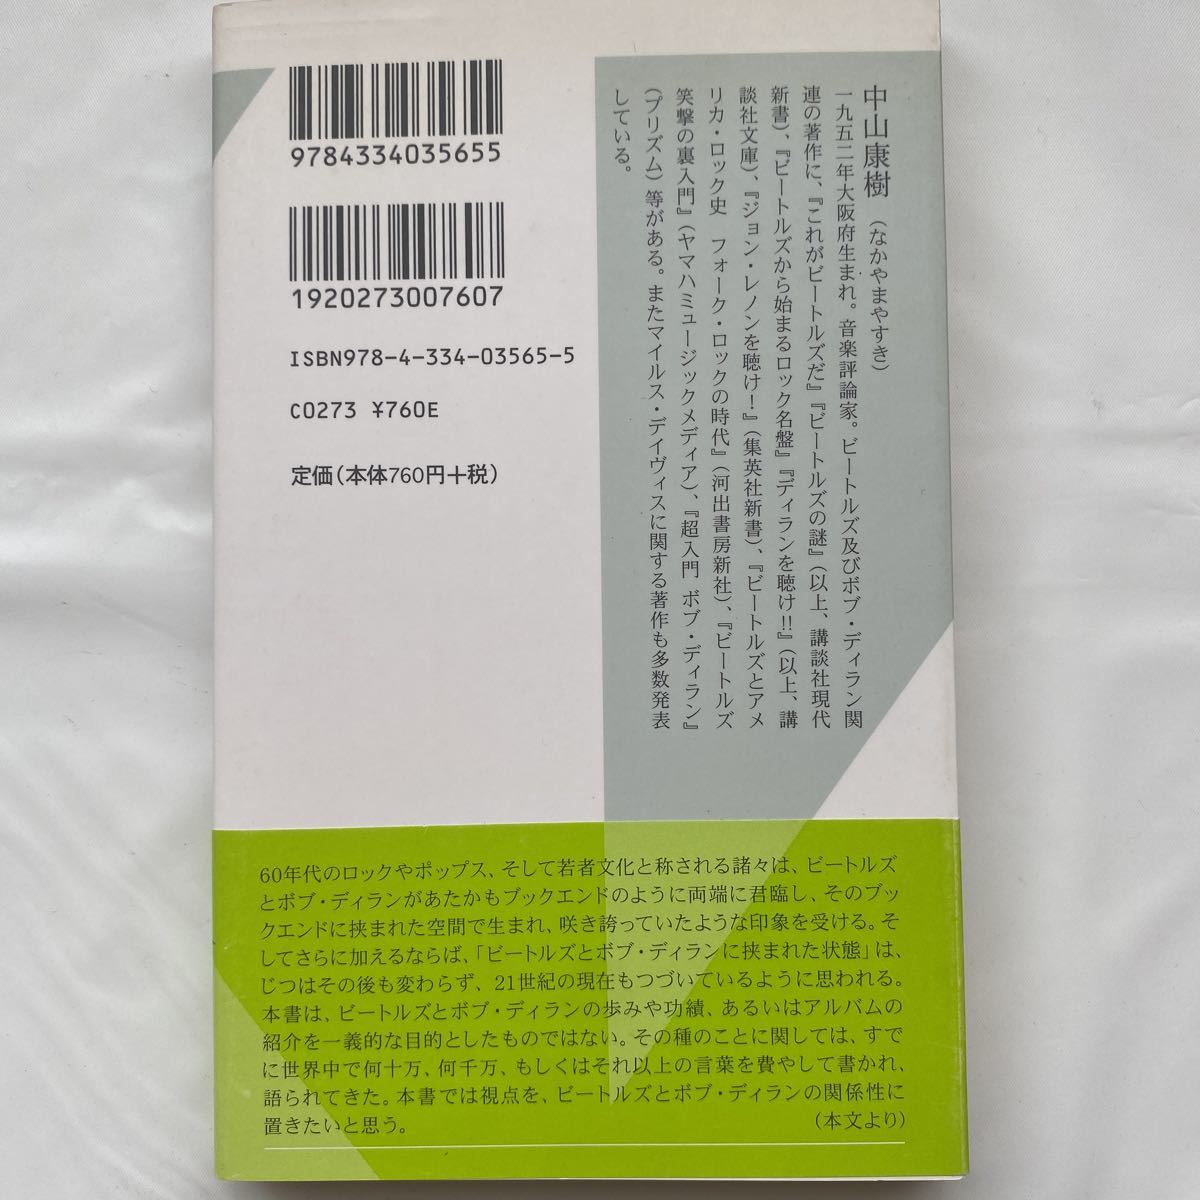 9784334035655
1920273007607
ISBN978-4-334-03565-5
C0273 ¥760E
定価(本体760円+税)
中山康樹（なかやまやすき）
一九五二年大阪府生まれ。音楽評論家。ビートルズ及びボブ・ディラン関
連の著作に、『これがビートルズだ』『ビートルズの謎』（以上、講談社現代
新書）、『ビートルズから始まるロック名盤』『ディランを聴け!!』（以上、講
談社文庫）、『ジョン・レノンを聴け！』（集英社新書）、『ビートルズとアメ
リカ・ロック史　フォーク・ロックの時代』（河出書房新社）、『ビートルズ
笑撃の裏入門』（ヤマハミュージックメディア）、『超入門 ボブ・ディラン』
（プリズム）等がある。またマイルス・デイヴィスに関する著作も多数発表
している。
60年代のロックやポップス、そして若者文化と称される諸々は、ビートルズ
とボブ・ディランがあたかもブックエンドのように両端に君臨し、そのブッ
クエンドに挟まれた空間で生まれ、咲き誇っていたような印象を受ける。そ
してさらに加えるならば、「ビートルズとボブ・ディランに挟まれた状態」は、
じつはその後も変わらず、21世紀の現在もつづいているように思われる。
本書は、ビートルズとボブ・ディランの歩みや功績、あるいはアルバムの
紹介を一義的な目的としたものではない。その種のことに関しては、すで
に世界中で何十万、何千万、もしくはそれ以上の言葉を費やして書かれ、
語られてきた。本書では視点を、ビートルズとボブ・ディランの関係性に
置きたいと思う。（本文より）